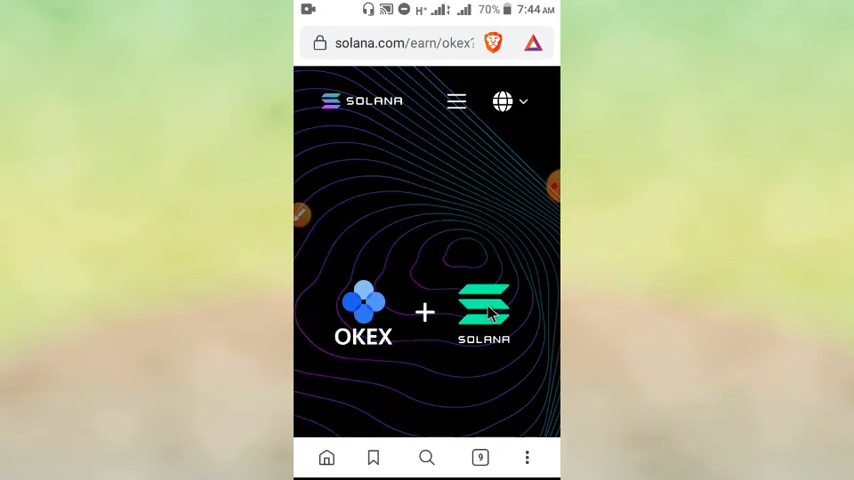 H+ 70% 7:44 AM
solana.com/earn/okex?
SOLANA
OKEX + SOLANA
9